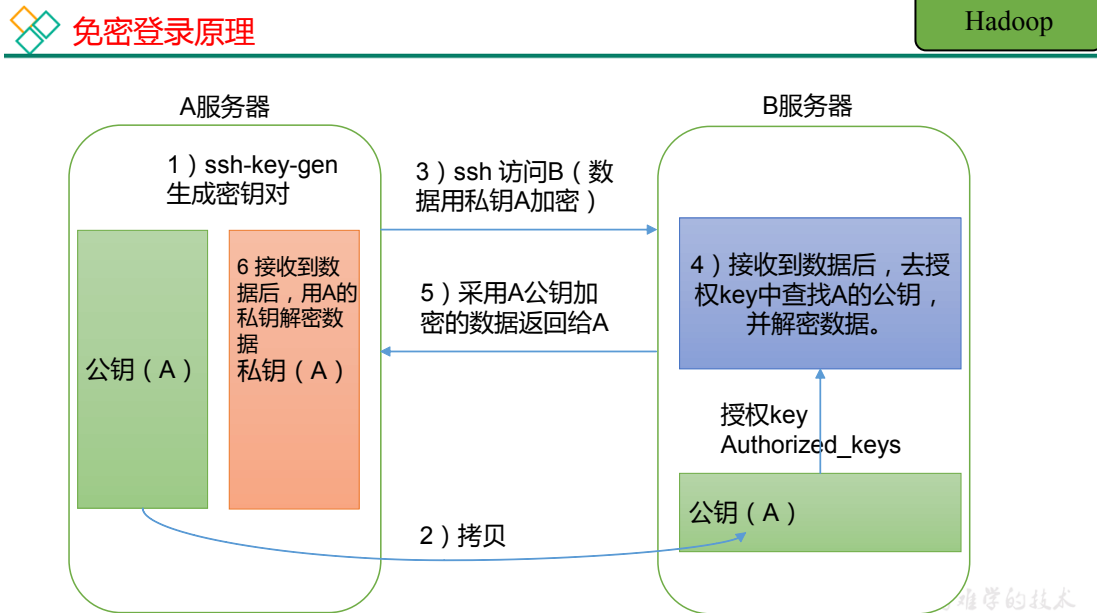 免密登录原理
Hadoop
A服务器
B服务器
1）ssh-key-gen
生成密钥对
3）ssh 访问B（数
据用私钥A加密）
6 接收到数
据后，用A的
私钥解密数
据
私钥（A）
公钥（A）
5）采用A公钥加
密的数据返回给A
4）接收到数据后，去授
权key中查找A的公钥，
并解密数据。
授权key
Authorized_keys
公钥（A）
2）拷贝
难学的技术